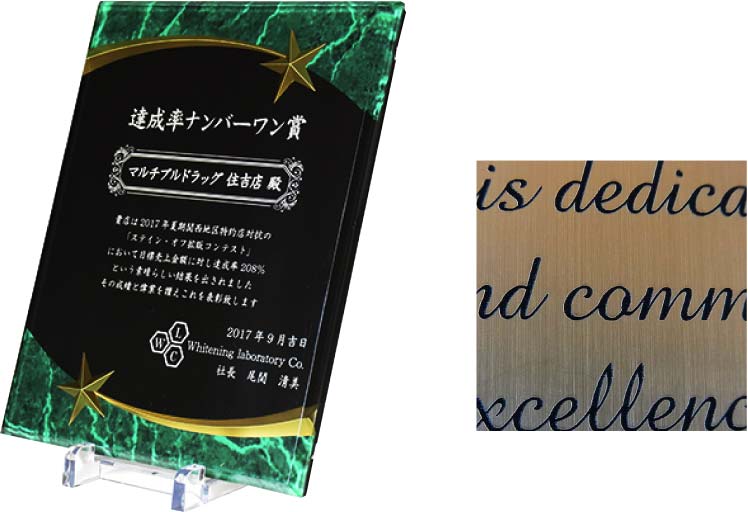 達成率ナンバーワン賞
マルチプルドラッグ 住吉店 殿
貴店は2017年夏期関西地区特約店対抗の
「ステイン・オフ拡販コンテスト」
において目標売上金額に対し達成率208%
という素晴らしい結果を出されました
その成績と偉業を讃えこれを表彰致します
2017年9月吉日
L
W
C
Whitening laboratory Co.
社長 尾関 清美
is dedica
nd comm
xcellenc